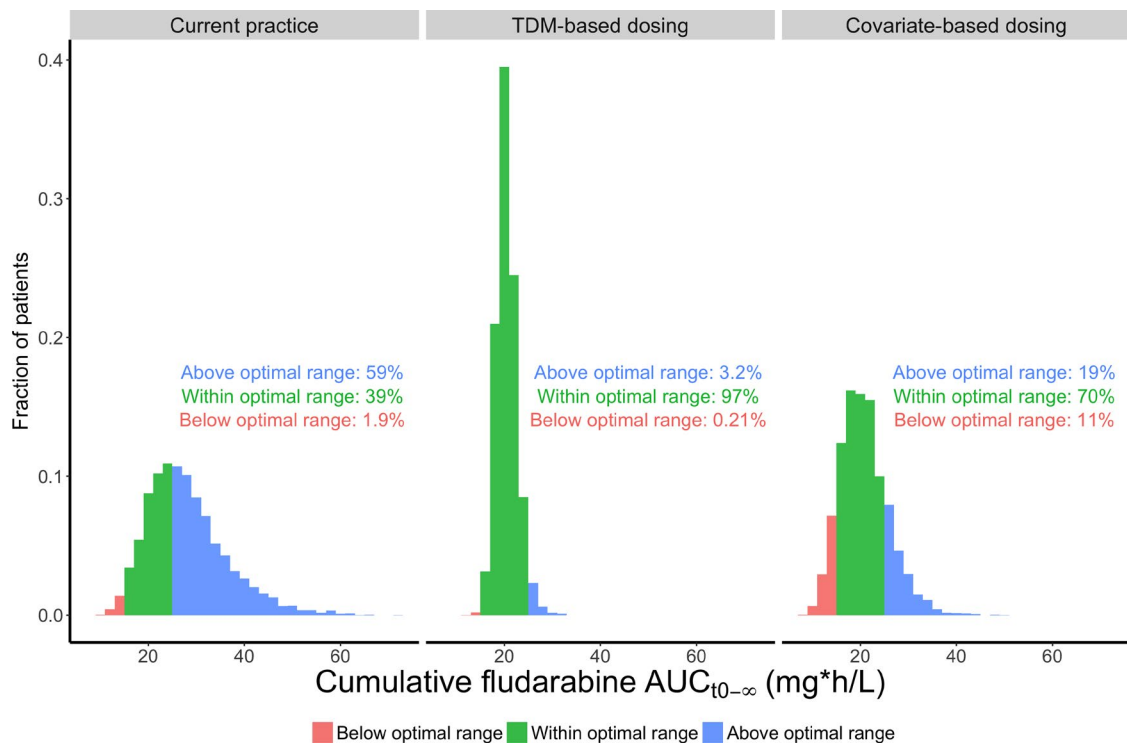 Current practice
TDM-based dosing
Covariate-based dosing
Fraction of patients
0.4
0.3
0.2
0.1
0.0
Above optimal range: 59%
Within optimal range: 39%
Below optimal range: 1.9%
Above optimal range: 3.2%
Within optimal range: 97%
Below optimal range: 0.21%
Above optimal range: 19%
Within optimal range: 70%
Below optimal range: 11%
20 40 60
20 40 60
20 40 60
Cumulative fludarabine AUCt0−∞ (mg*h/L)
Below optimal range Within optimal range Above optimal range